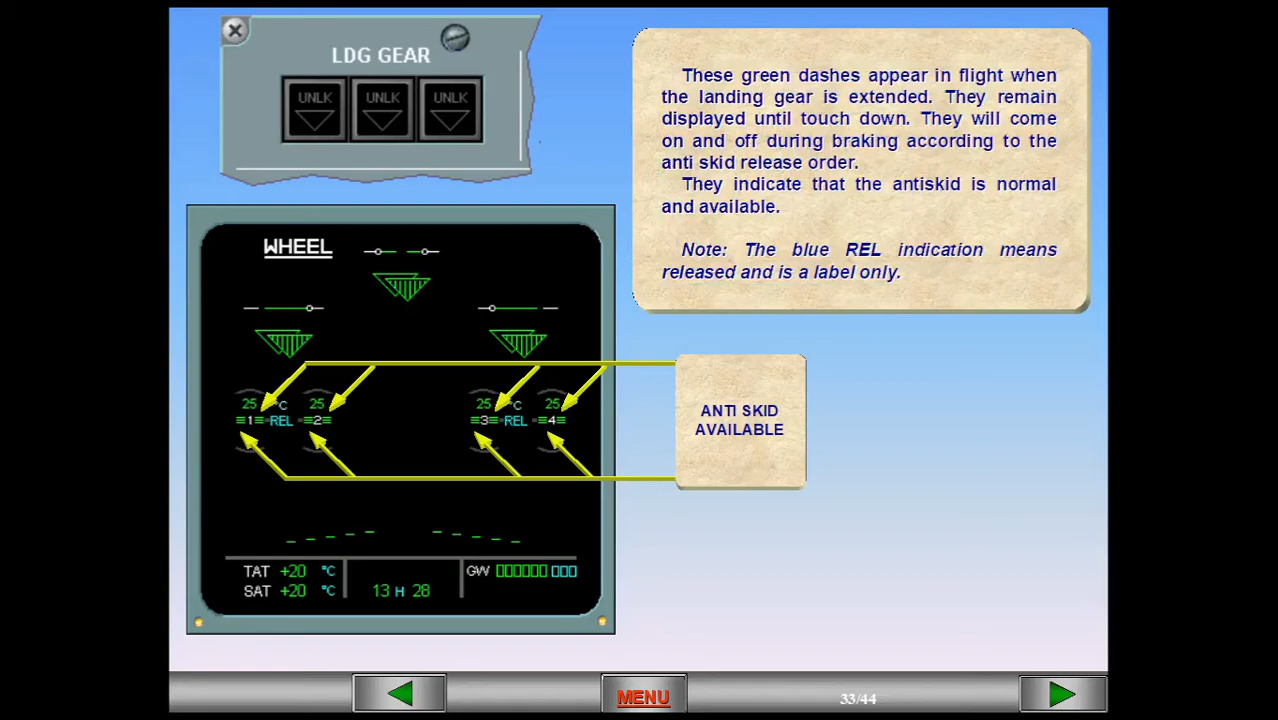 LDG GEAR
UNLK UNLK UNLK
These green dashes appear in flight when
the landing gear is extended. They remain
displayed until touch down. They will come
on and off during braking according to the
anti skid release order.
They indicate that the antiskid is normal
and available.
Note: The blue REL indication means
released and is a label only.
WHEEL
25 °C 25 25 °C 25
1 REL 2 3 REL 4
ANTI SKID
AVAILABLE
TAT +20 °C GW
SAT +20 °C 13 H 28
MENU 33/44